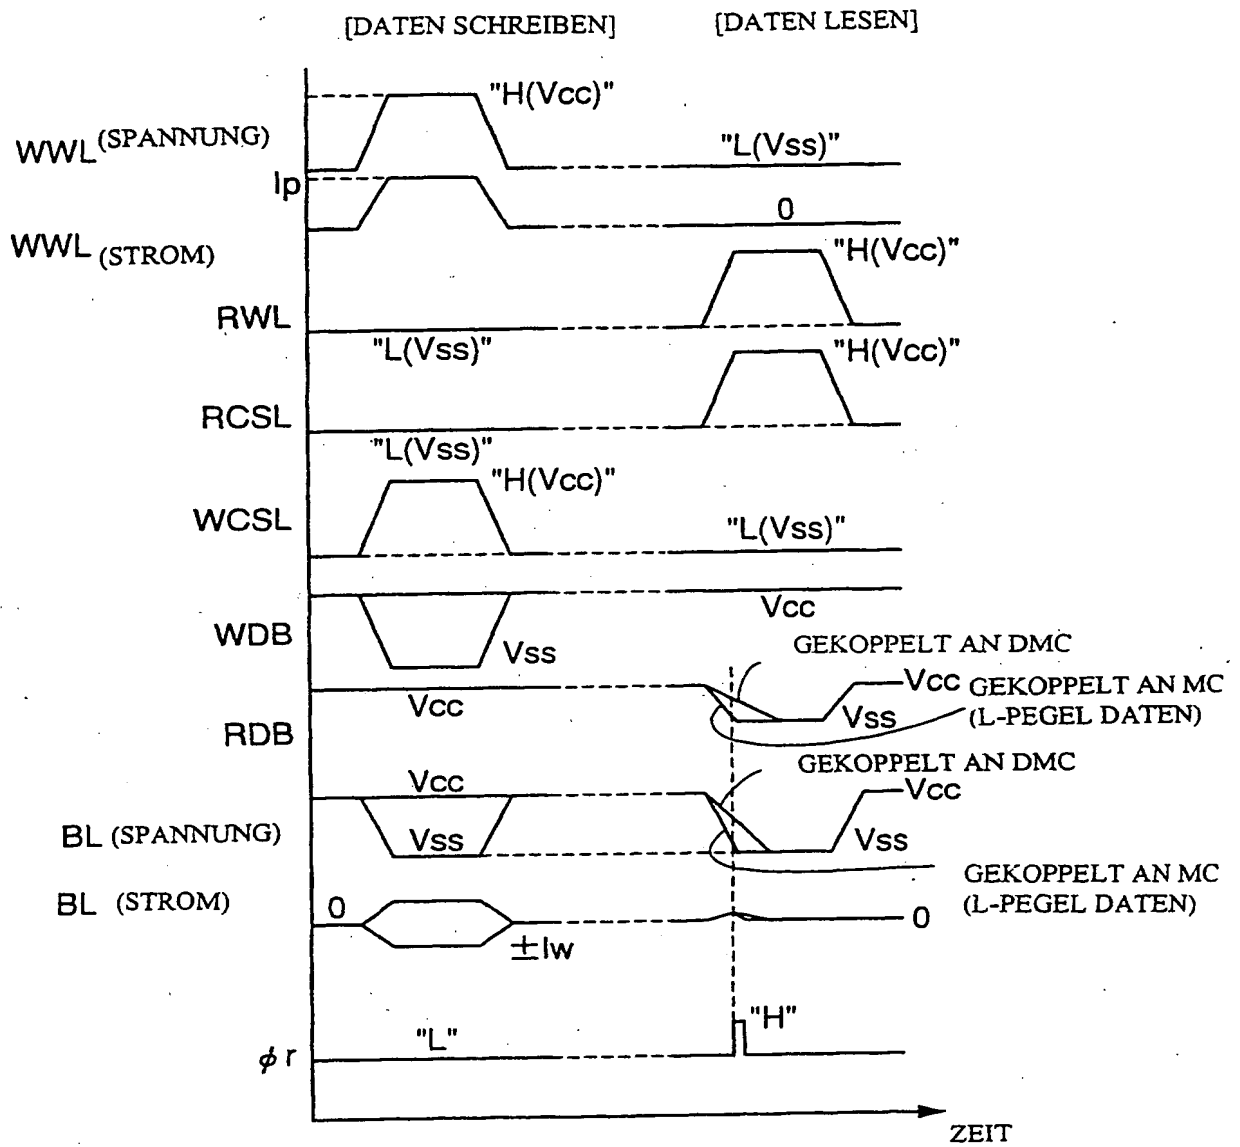 [DATEN SCHREIBEN] [DATEN LESEN]
"H(Vcc)"
WWL (SPANNUNG)
"L(Vss)"
Ip
0
WWL (STROM)
"H(Vcc)"
RWL
"L(Vss)"
"H(Vcc)"
RCSL
"L(Vss)"
"H(Vcc)"
WCSL
"L(Vss)"
Vcc
WDB
Vss
GEKOPPELT AN DMC
Vcc
Vcc
GEKOPPELT AN MC
(L-PEGEL DATEN)
Vss
RDB
GEKOPPELT AN DMC
Vcc
Vcc
BL (SPANNUNG)
Vss
Vss
GEKOPPELT AN MC
(L-PEGEL DATEN)
BL (STROM)
0
0
±Iw
"H"
"L"
ϕr
ZEIT